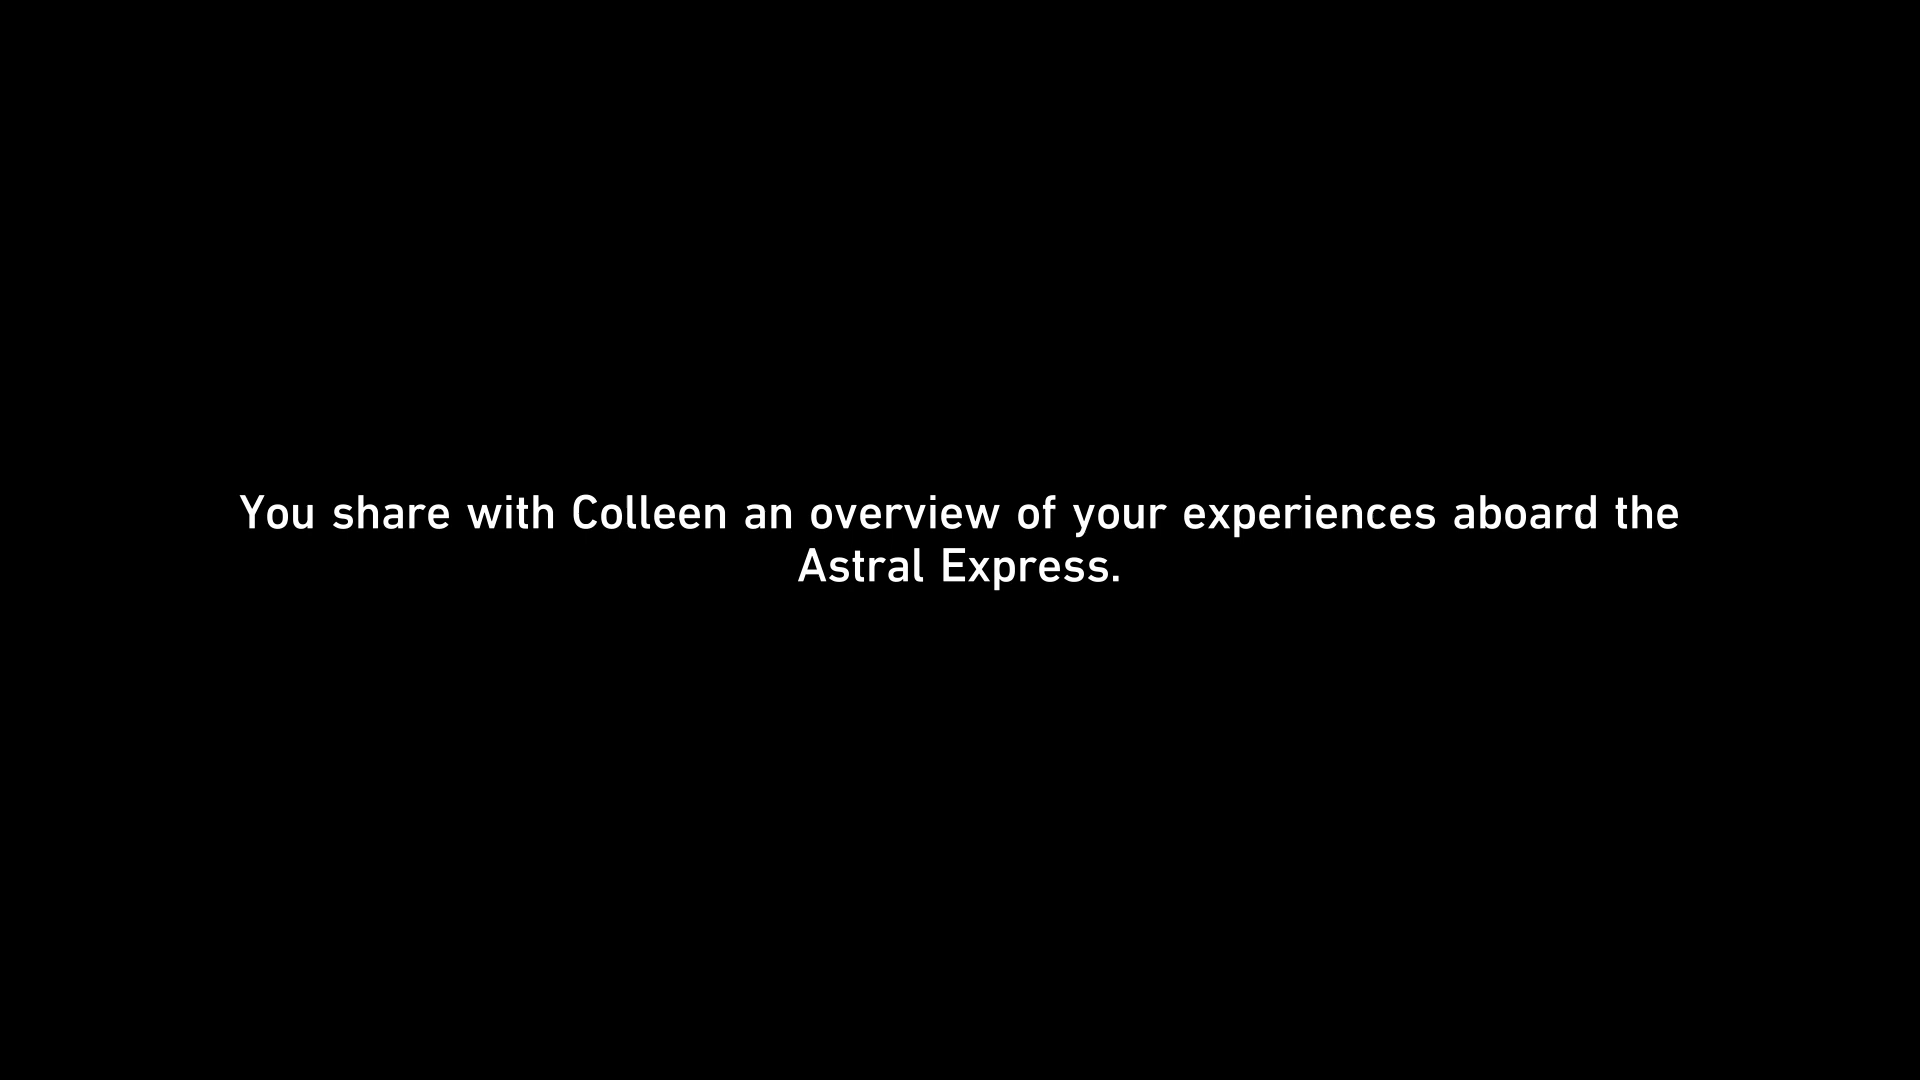 You share with Colleen an overview of your experiences aboard the
Astral Express.